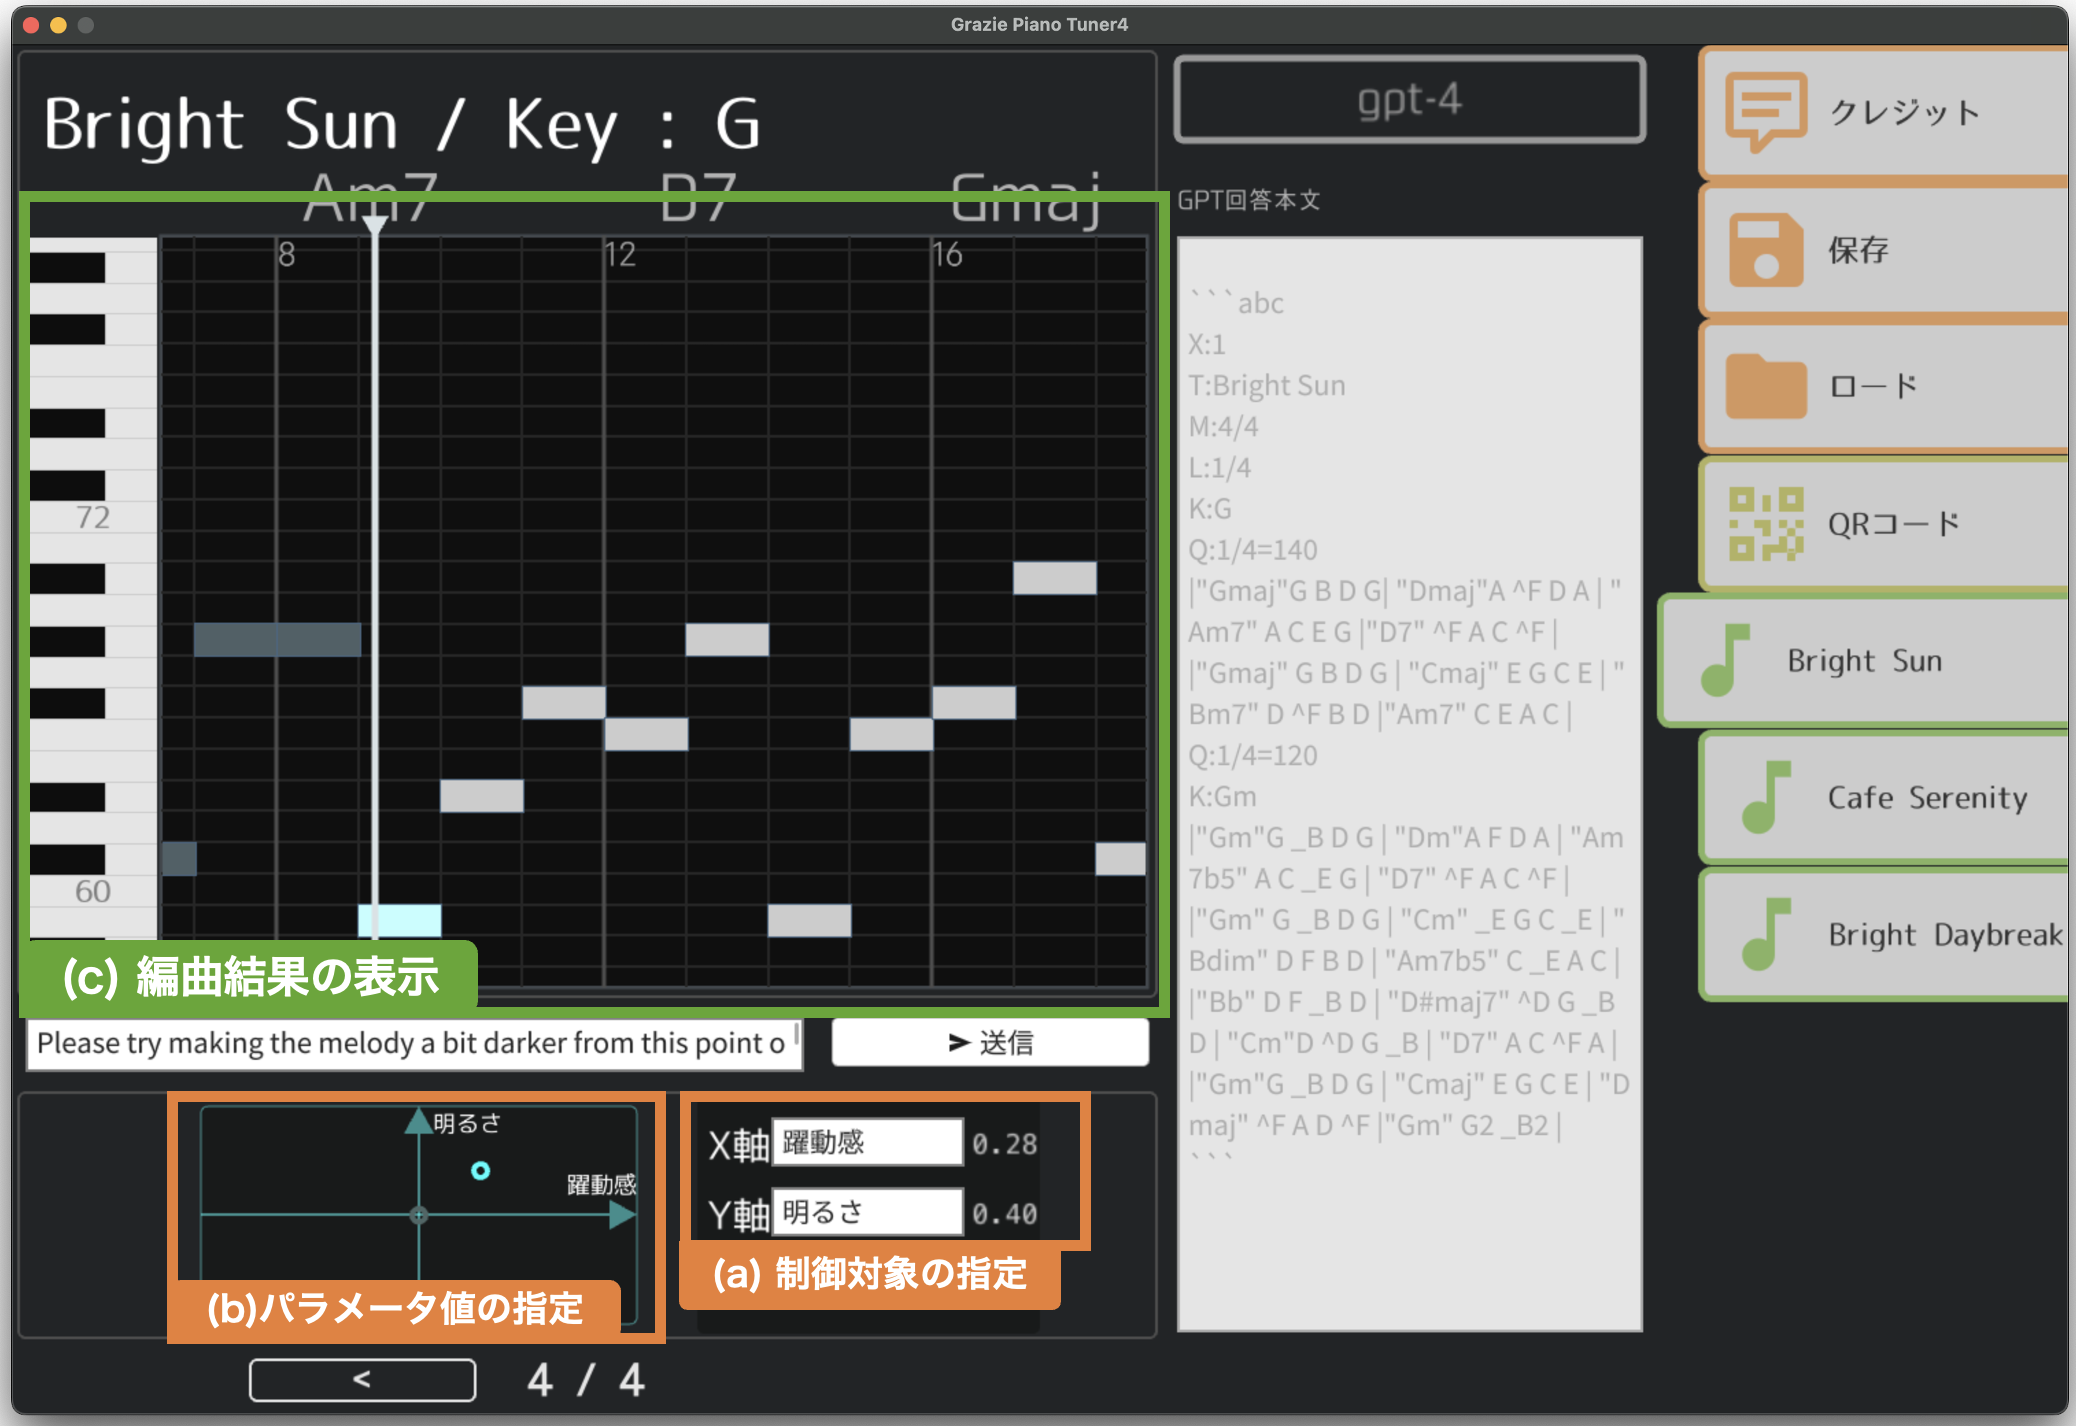 Grazie Piano Tuner4
Bright Sun / Key : G
Am7 D7 Gmaj
8 12 16
72
60
(c) 編曲結果の表示
Please try making the melody a bit darker from this point o
➤ 送信
明るさ
躍動感
(b)パラメータ値の指定
X軸 躍動感 0.28
Y軸 明るさ 0.40
(a) 制御対象の指定
< 4 / 4
gpt-4
GPT回答本文
```abc
X:1
T:Bright Sun
M:4/4
L:1/4
K:G
Q:1/4=140
|"Gmaj"G B D G| "Dmaj"A ^F D A | "
Am7" A C E G |"D7" ^F A C ^F |
|"Gmaj" G B D G | "Cmaj" E G C E | "
Bm7" D ^F B D |"Am7" C E A C |
Q:1/4=120
K:Gm
|"Gm"G _B D G | "Dm"A F D A | "Am
7b5" A C _E G | "D7" ^F A C ^F |
|"Gm" G _B D G | "Cm" _E G C _E | "
Bdim" D F B D | "Am7b5" C _E A C |
|"Bb" D F _B D | "D#maj7" ^D G _B
D | "Cm"D ^D G _B | "D7" A C ^F A |
|"Gm"G _B D G | "Cmaj" E G C E | "D
maj" ^F A D ^F |"Gm" G2 _B2 |
```
クレジット
保存
ロード
QRコード
Bright Sun
Cafe Serenity
Bright Daybreak